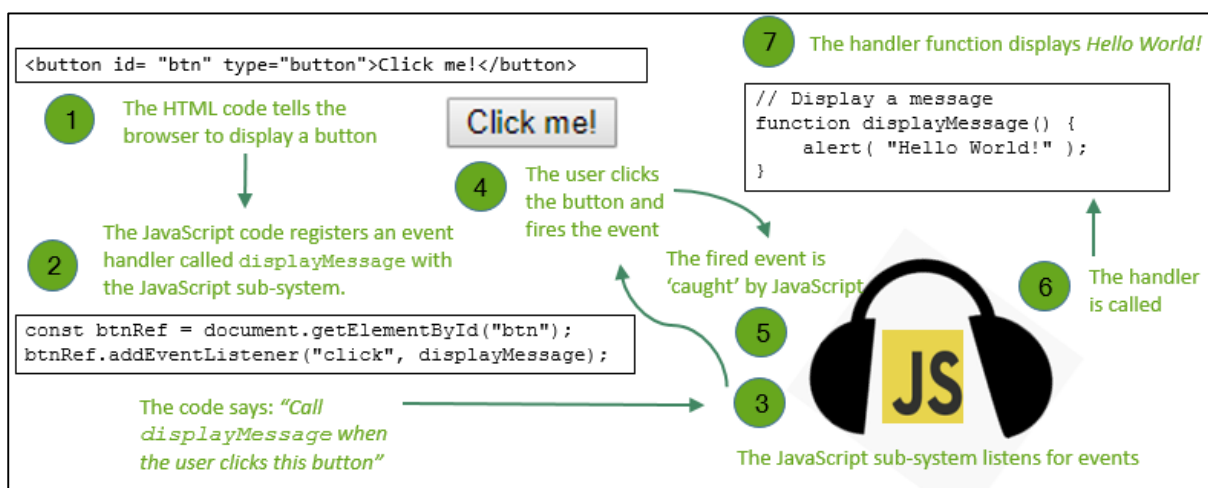 <button id= "btn" type="button">Click me!</button>
1
The HTML code tells the
browser to display a button
Click me!
2
The JavaScript code registers an event
handler called displayMessage with
the JavaScript sub-system.
const btnRef = document.getElementById("btn");
btnRef.addEventListener("click", displayMessage);
The code says: “Call
displayMessage when
the user clicks this button”
3
The JavaScript sub-system listens for events
JS
4
The user clicks
the button and
fires the event
The fired event is
‘caught’ by JavaScript
5
6
The handler
is called
7
The handler function displays Hello World!
// Display a message
function displayMessage() {
    alert( "Hello World!" );
}